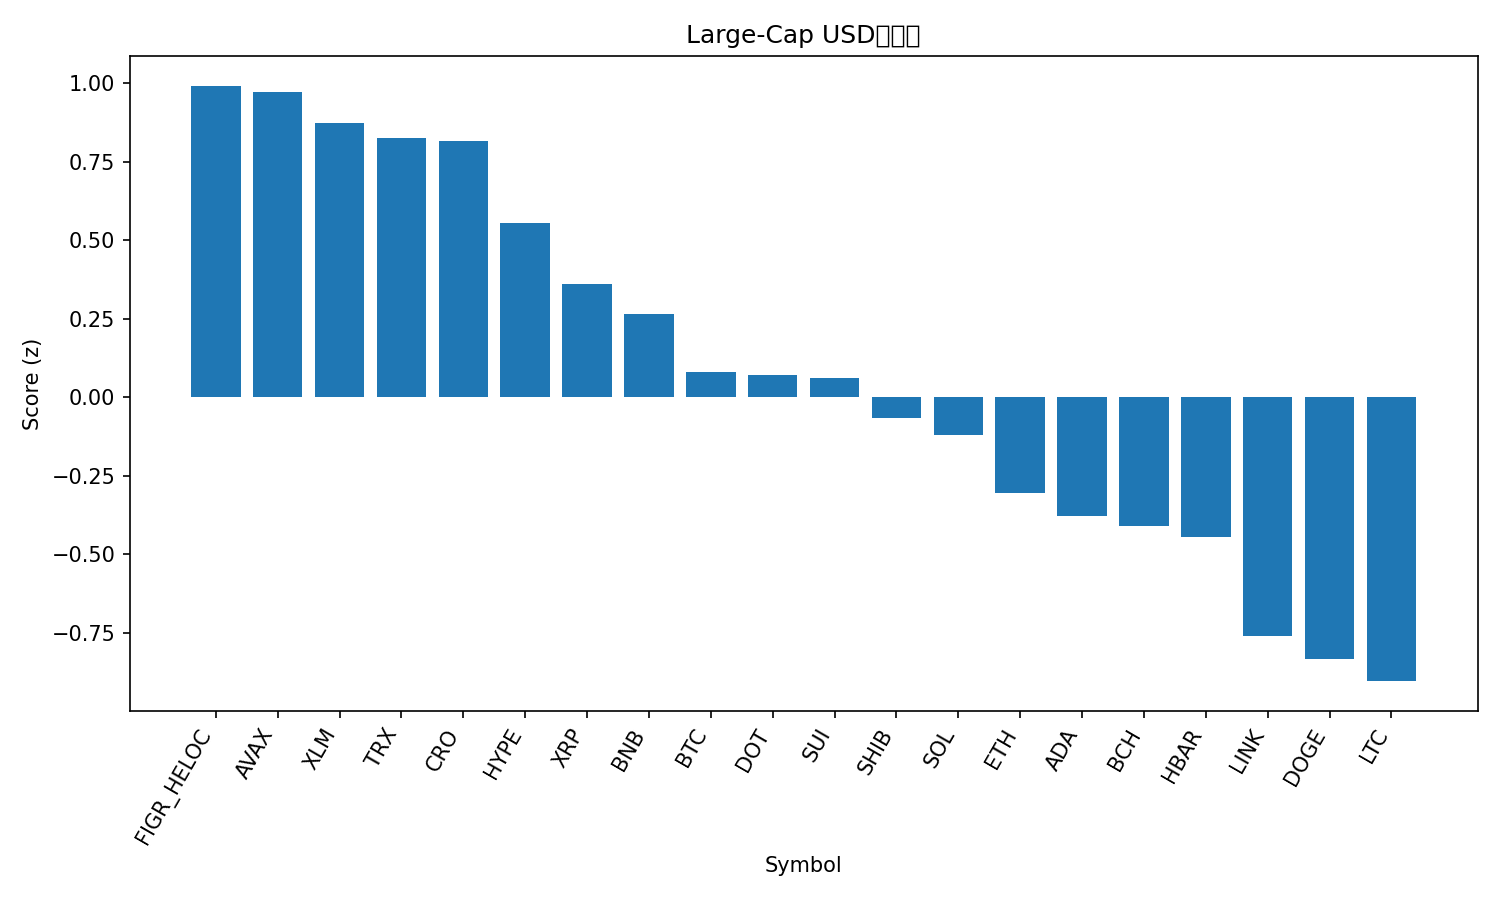 Large-Cap USD
1.00
0.75
0.50
0.25
0.00
−0.25
−0.50
−0.75
Score (z)
FIGR_HELOC
AVAX
XLM
TRX
CRO
HYPE
XRP
BNB
BTC
DOT
SUI
SHIB
SOL
ETH
ADA
BCH
HBAR
LINK
DOGE
LTC
Symbol